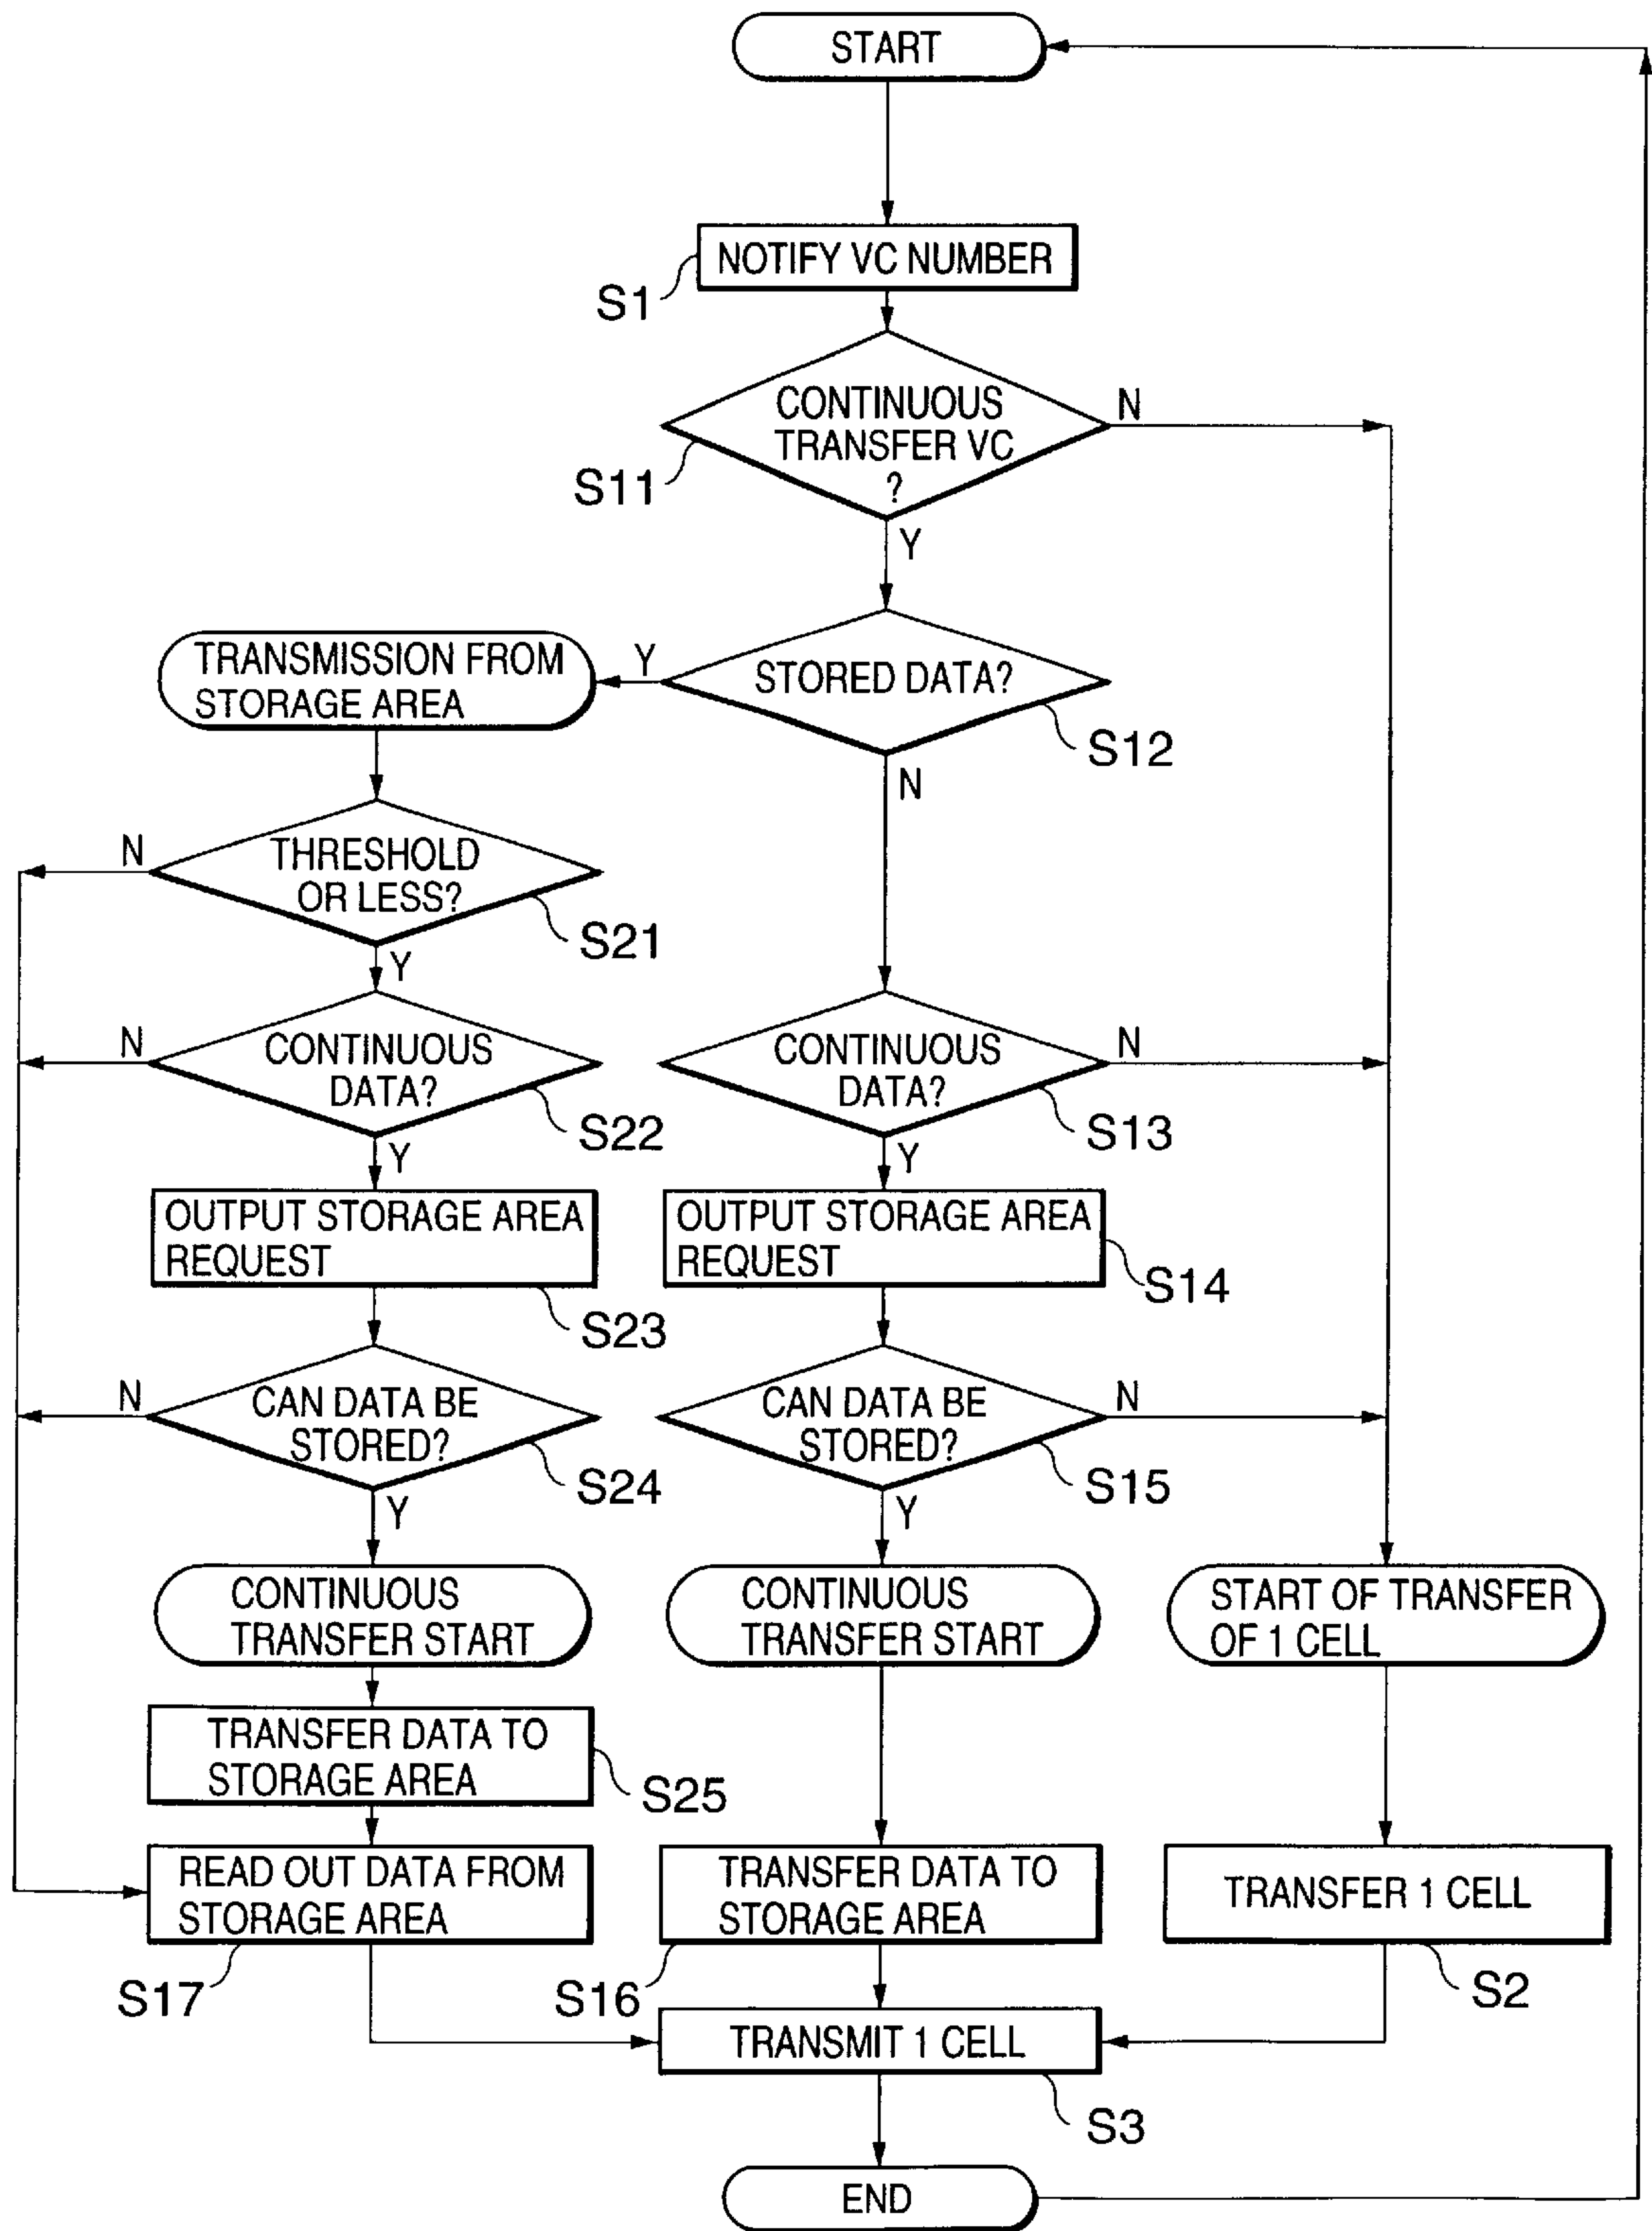 START
NOTIFY VC NUMBER
S1
CONTINUOUS
TRANSFER VC
?
N
S11
Y
TRANSMISSION FROM
STORAGE AREA
Y
STORED DATA?
S12
N
N
THRESHOLD
OR LESS?
S21
Y
N
CONTINUOUS
DATA?
S22
Y
CONTINUOUS
DATA?
N
S13
Y
OUTPUT STORAGE AREA
REQUEST
S23
OUTPUT STORAGE AREA
REQUEST
S14
N
CAN DATA BE
STORED?
S24
Y
CAN DATA BE
STORED?
N
S15
Y
CONTINUOUS
TRANSFER START
CONTINUOUS
TRANSFER START
START OF TRANSFER
OF 1 CELL
TRANSFER DATA TO
STORAGE AREA
S25
READ OUT DATA FROM
STORAGE AREA
S17
TRANSFER DATA TO
STORAGE AREA
S16
TRANSFER 1 CELL
S2
TRANSMIT 1 CELL
S3
END